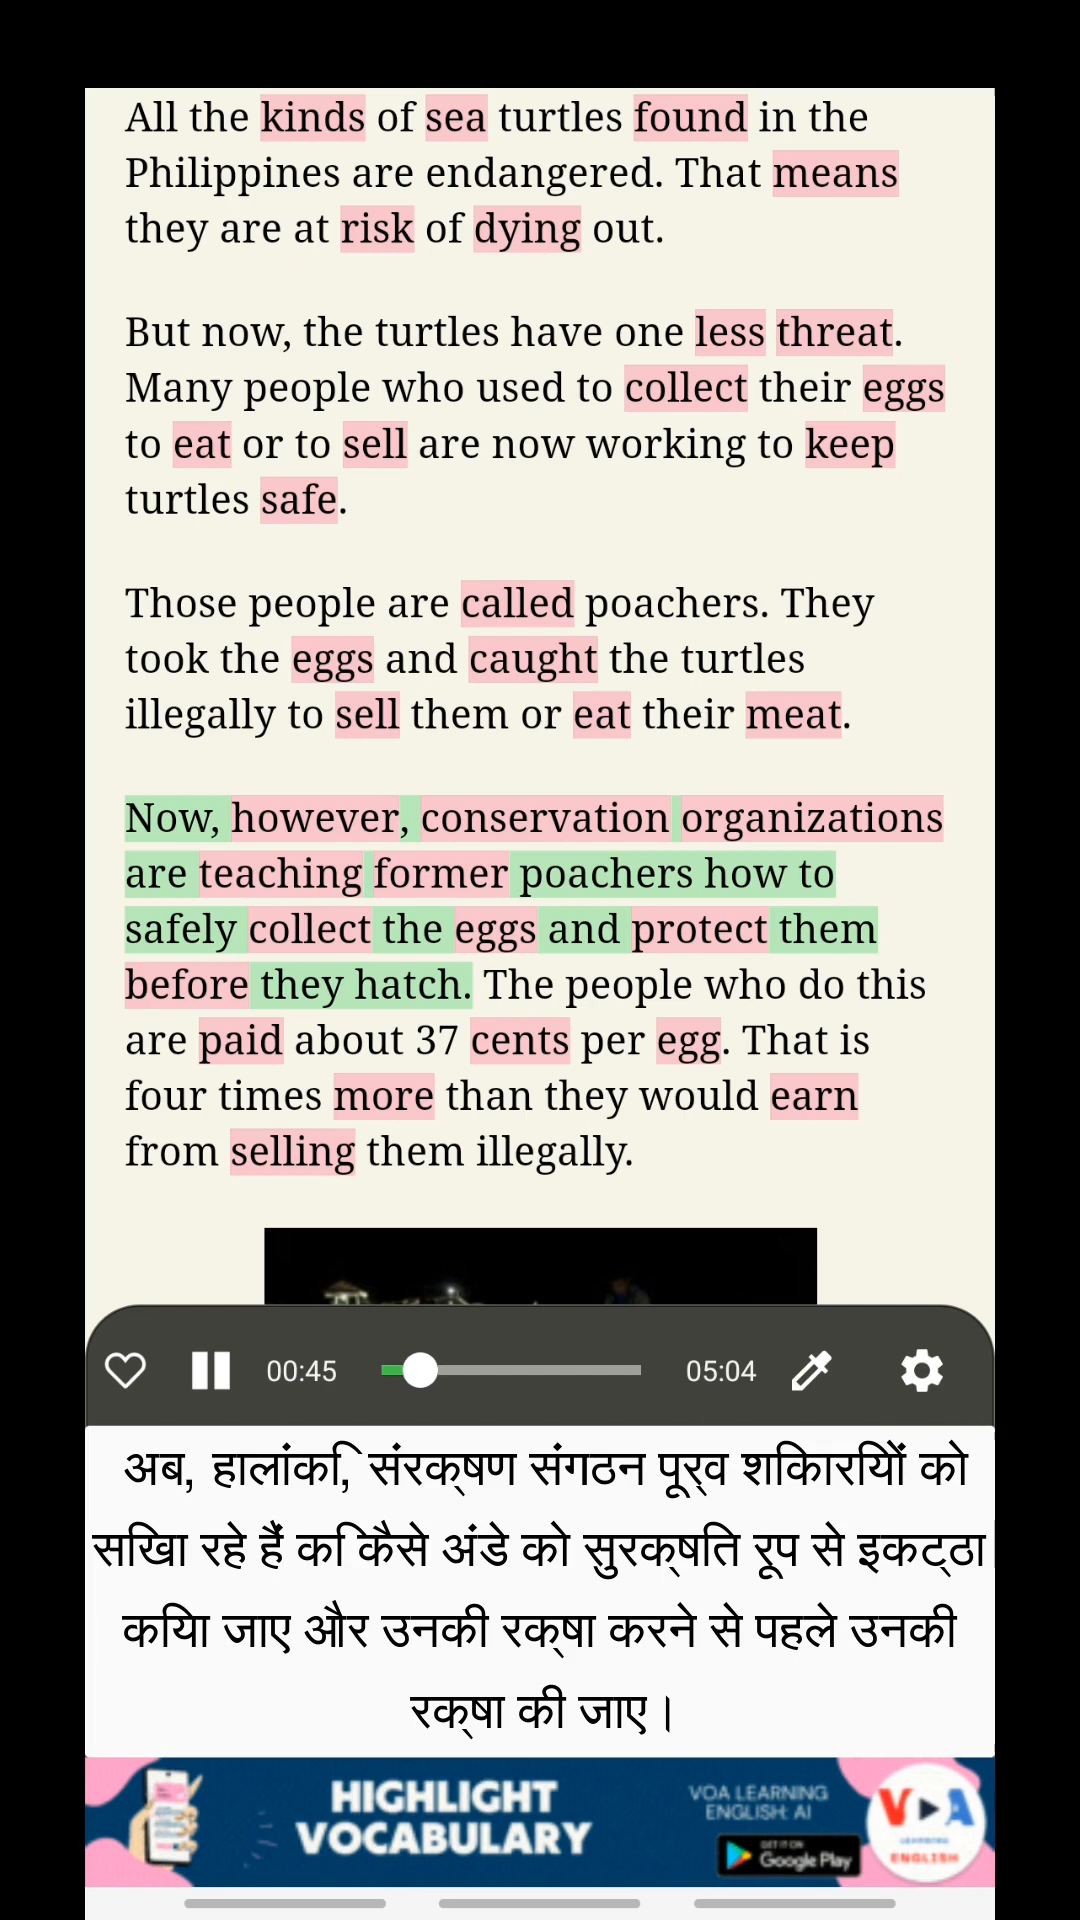 All the kinds of sea turtles found in the
Philippines are endangered. That means
they are at risk of dying out.
But now, the turtles have one less threat.
Many people who used to collect their eggs
to eat or to sell are now working to keep
turtles safe.
Those people are called poachers. They
took the eggs and caught the turtles
illegally to sell them or eat their meat.
Now, however, conservation organizations
are teaching former poachers how to
safely collect the eggs and protect them
before they hatch. The people who do this
are paid about 37 cents per egg. That is
four times more than they would earn
from selling them illegally.
00:45
05:04
अब, हालांकि, संरक्षण संगठन पूर्व शिकारियों को
सिखा रहे हैं कि कैसे अंडे को सुरक्षित रूप से इकट्ठा
किया जाए और उनकी रक्षा करने से पहले उनकी
रक्षा की जाए।
HIGHLIGHT
VOCABULARY
VOA LEARNING
ENGLISH: AI
GET IT ON
Google Play
VOA
LEARNING
ENGLISH